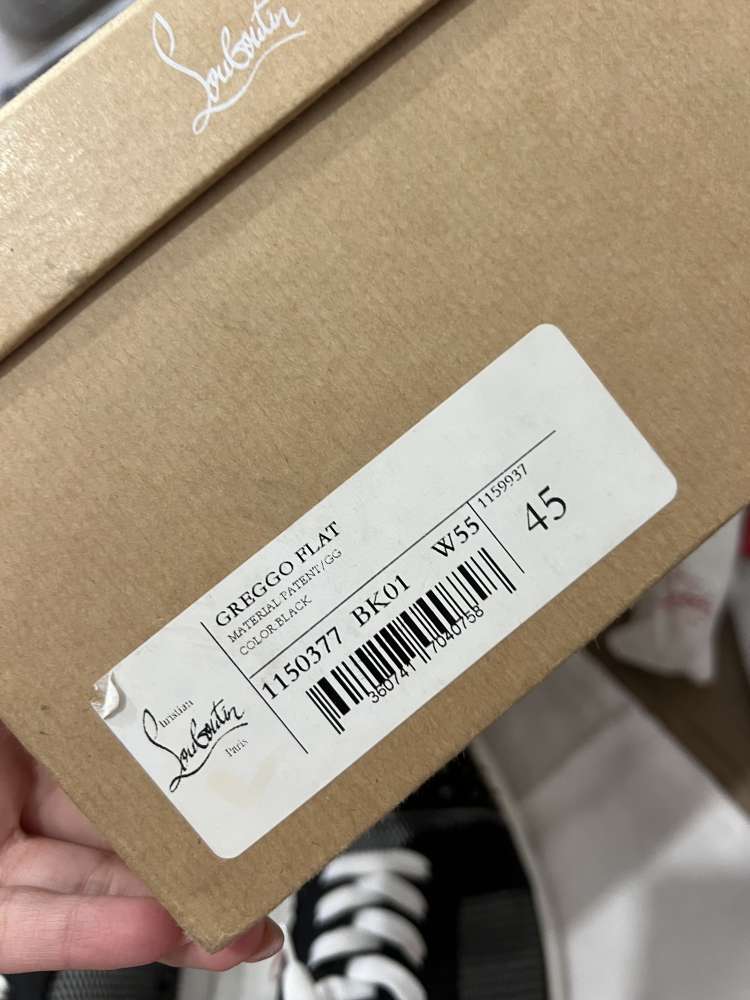 Louboutin
GREGGO FLAT
MATERIAL:PATENT/GG
COLOR:BLACK
1150377 BK01 W55
1159937
45
Christian
Louboutin
Paris